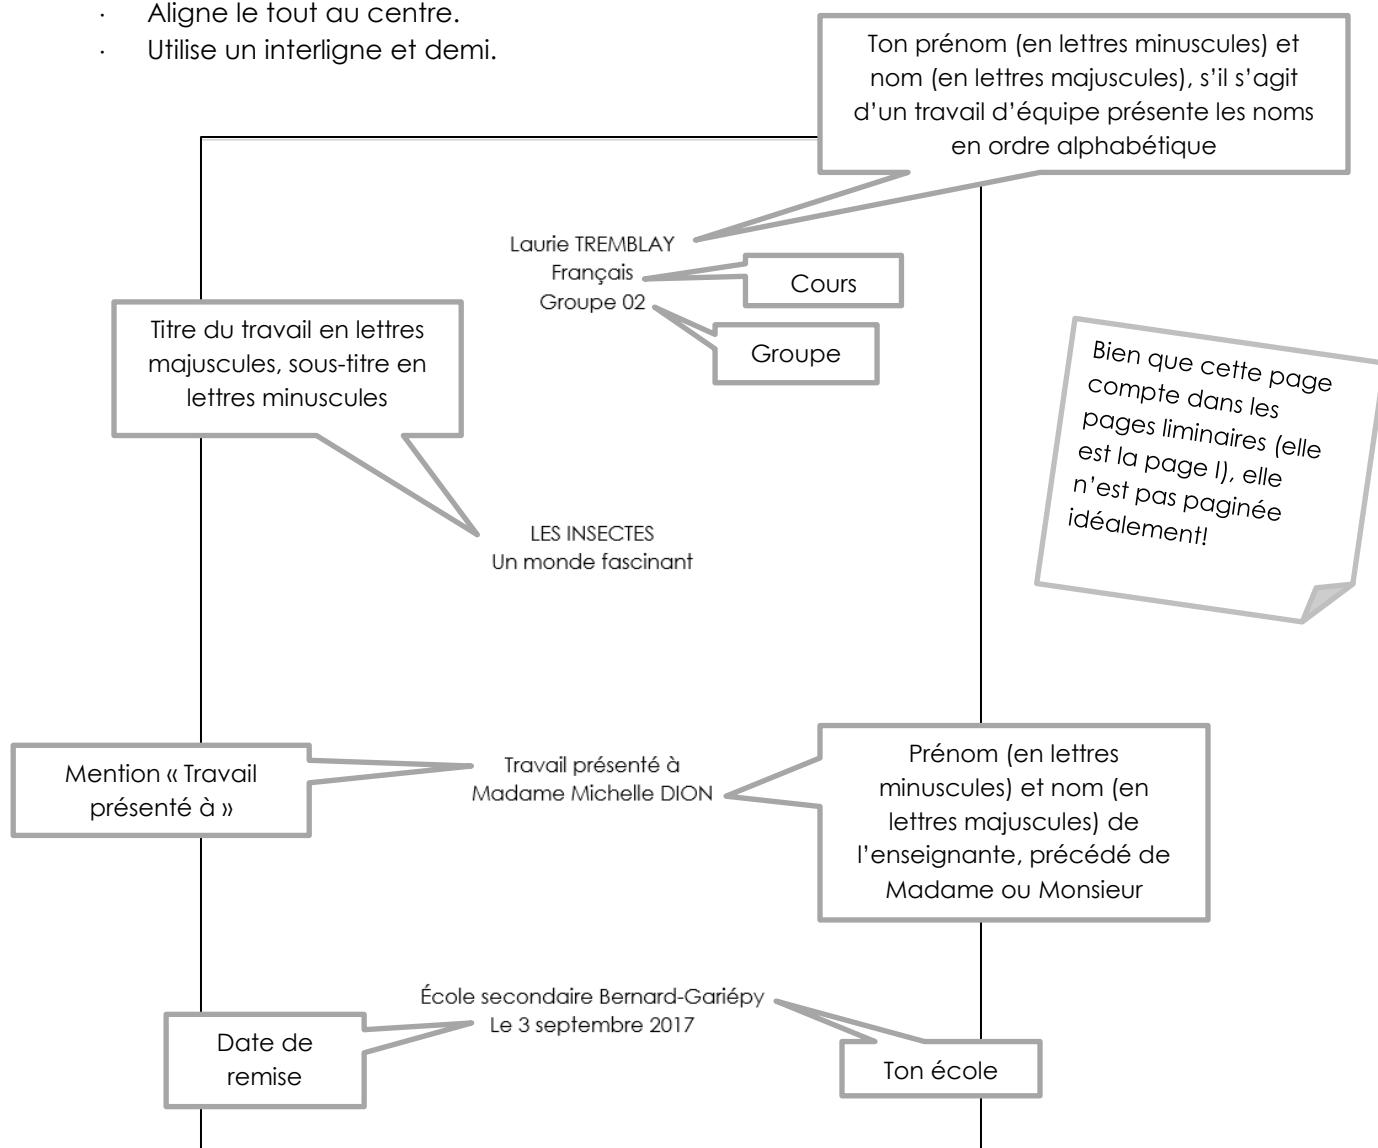 · Aligne le tout au centre.
· Utilise un interligne et demi.
Ton prénom (en lettres minuscules) et
nom (en lettres majuscules), s’il s’agit
d’un travail d’équipe présente les noms
en ordre alphabétique
Laurie TREMBLAY
Français
Groupe 02
Cours
Groupe
Titre du travail en lettres
majuscules, sous-titre en
lettres minuscules
Bien que cette page
compte dans les
pages liminaires (elle
est la page I), elle
n’est pas paginée
idéalement!
LES INSECTES
Un monde fascinant
Mention « Travail
présenté à »
Travail présenté à
Madame Michelle DION
Prénom (en lettres
minuscules) et nom (en
lettres majuscules) de
l’enseignante, précédé de
Madame ou Monsieur
École secondaire Bernard-Gariépy
Le 3 septembre 2017
Date de
remise
Ton école